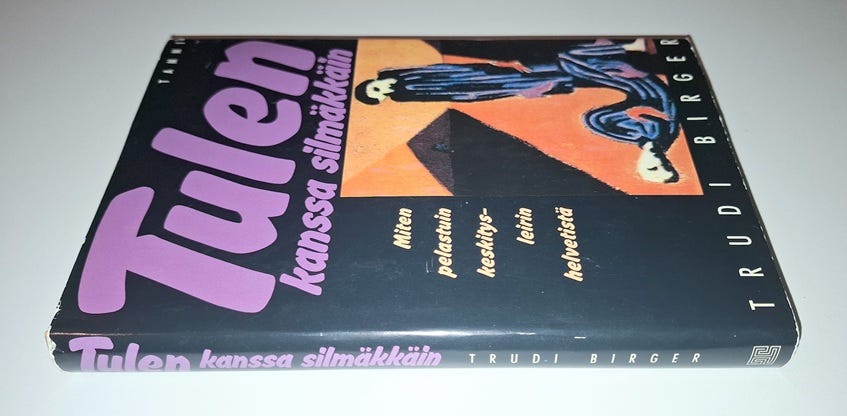 TAMMI
Tulen
kanssa silmäkkäin
Miten
pelastuin
keskitys-
leirin
helvetistä
TRUDI BIRGER
Tulen kanssa silmäkkäin TRUDI BIRGER